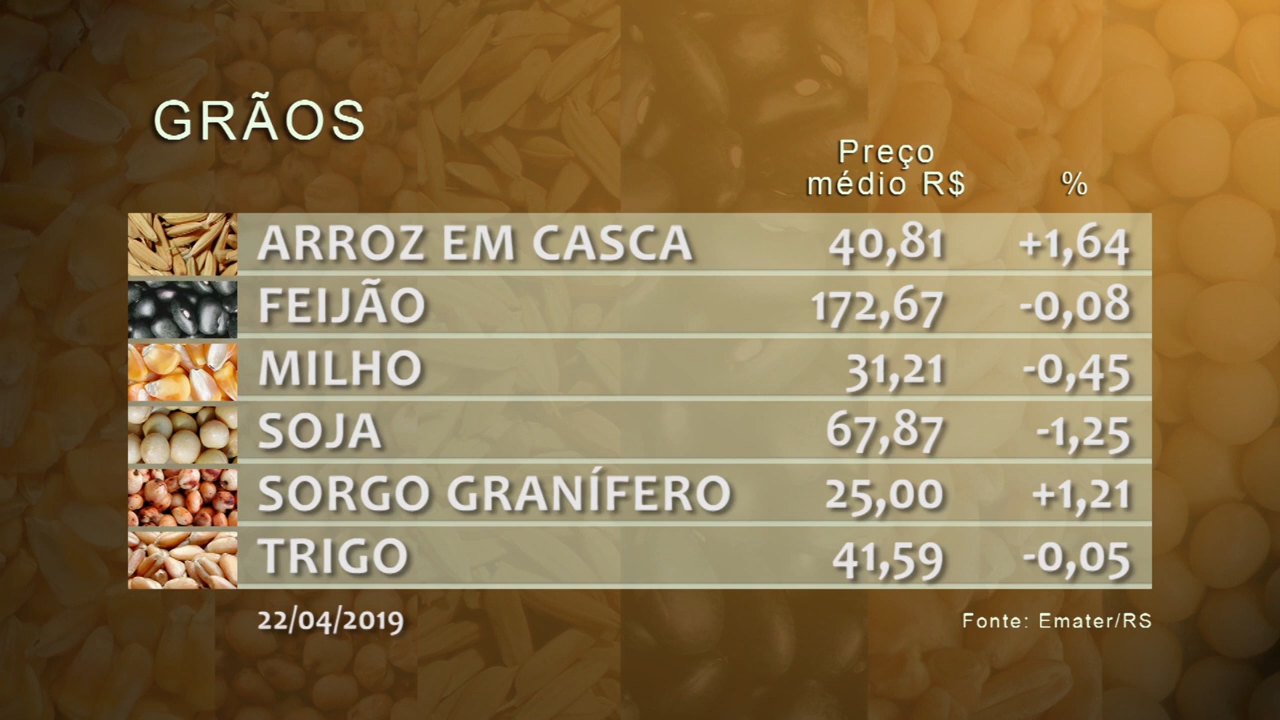 GRÃOS
Preço
médio R$ %
ARROZ EM CASCA 40,81 +1,64
FEIJÃO 172,67 -0,08
MILHO 31,21 -0,45
SOJA 67,87 -1,25
SORGO GRANÍFERO 25,00 +1,21
TRIGO 41,59 -0,05
22/04/2019 Fonte: Emater/RS